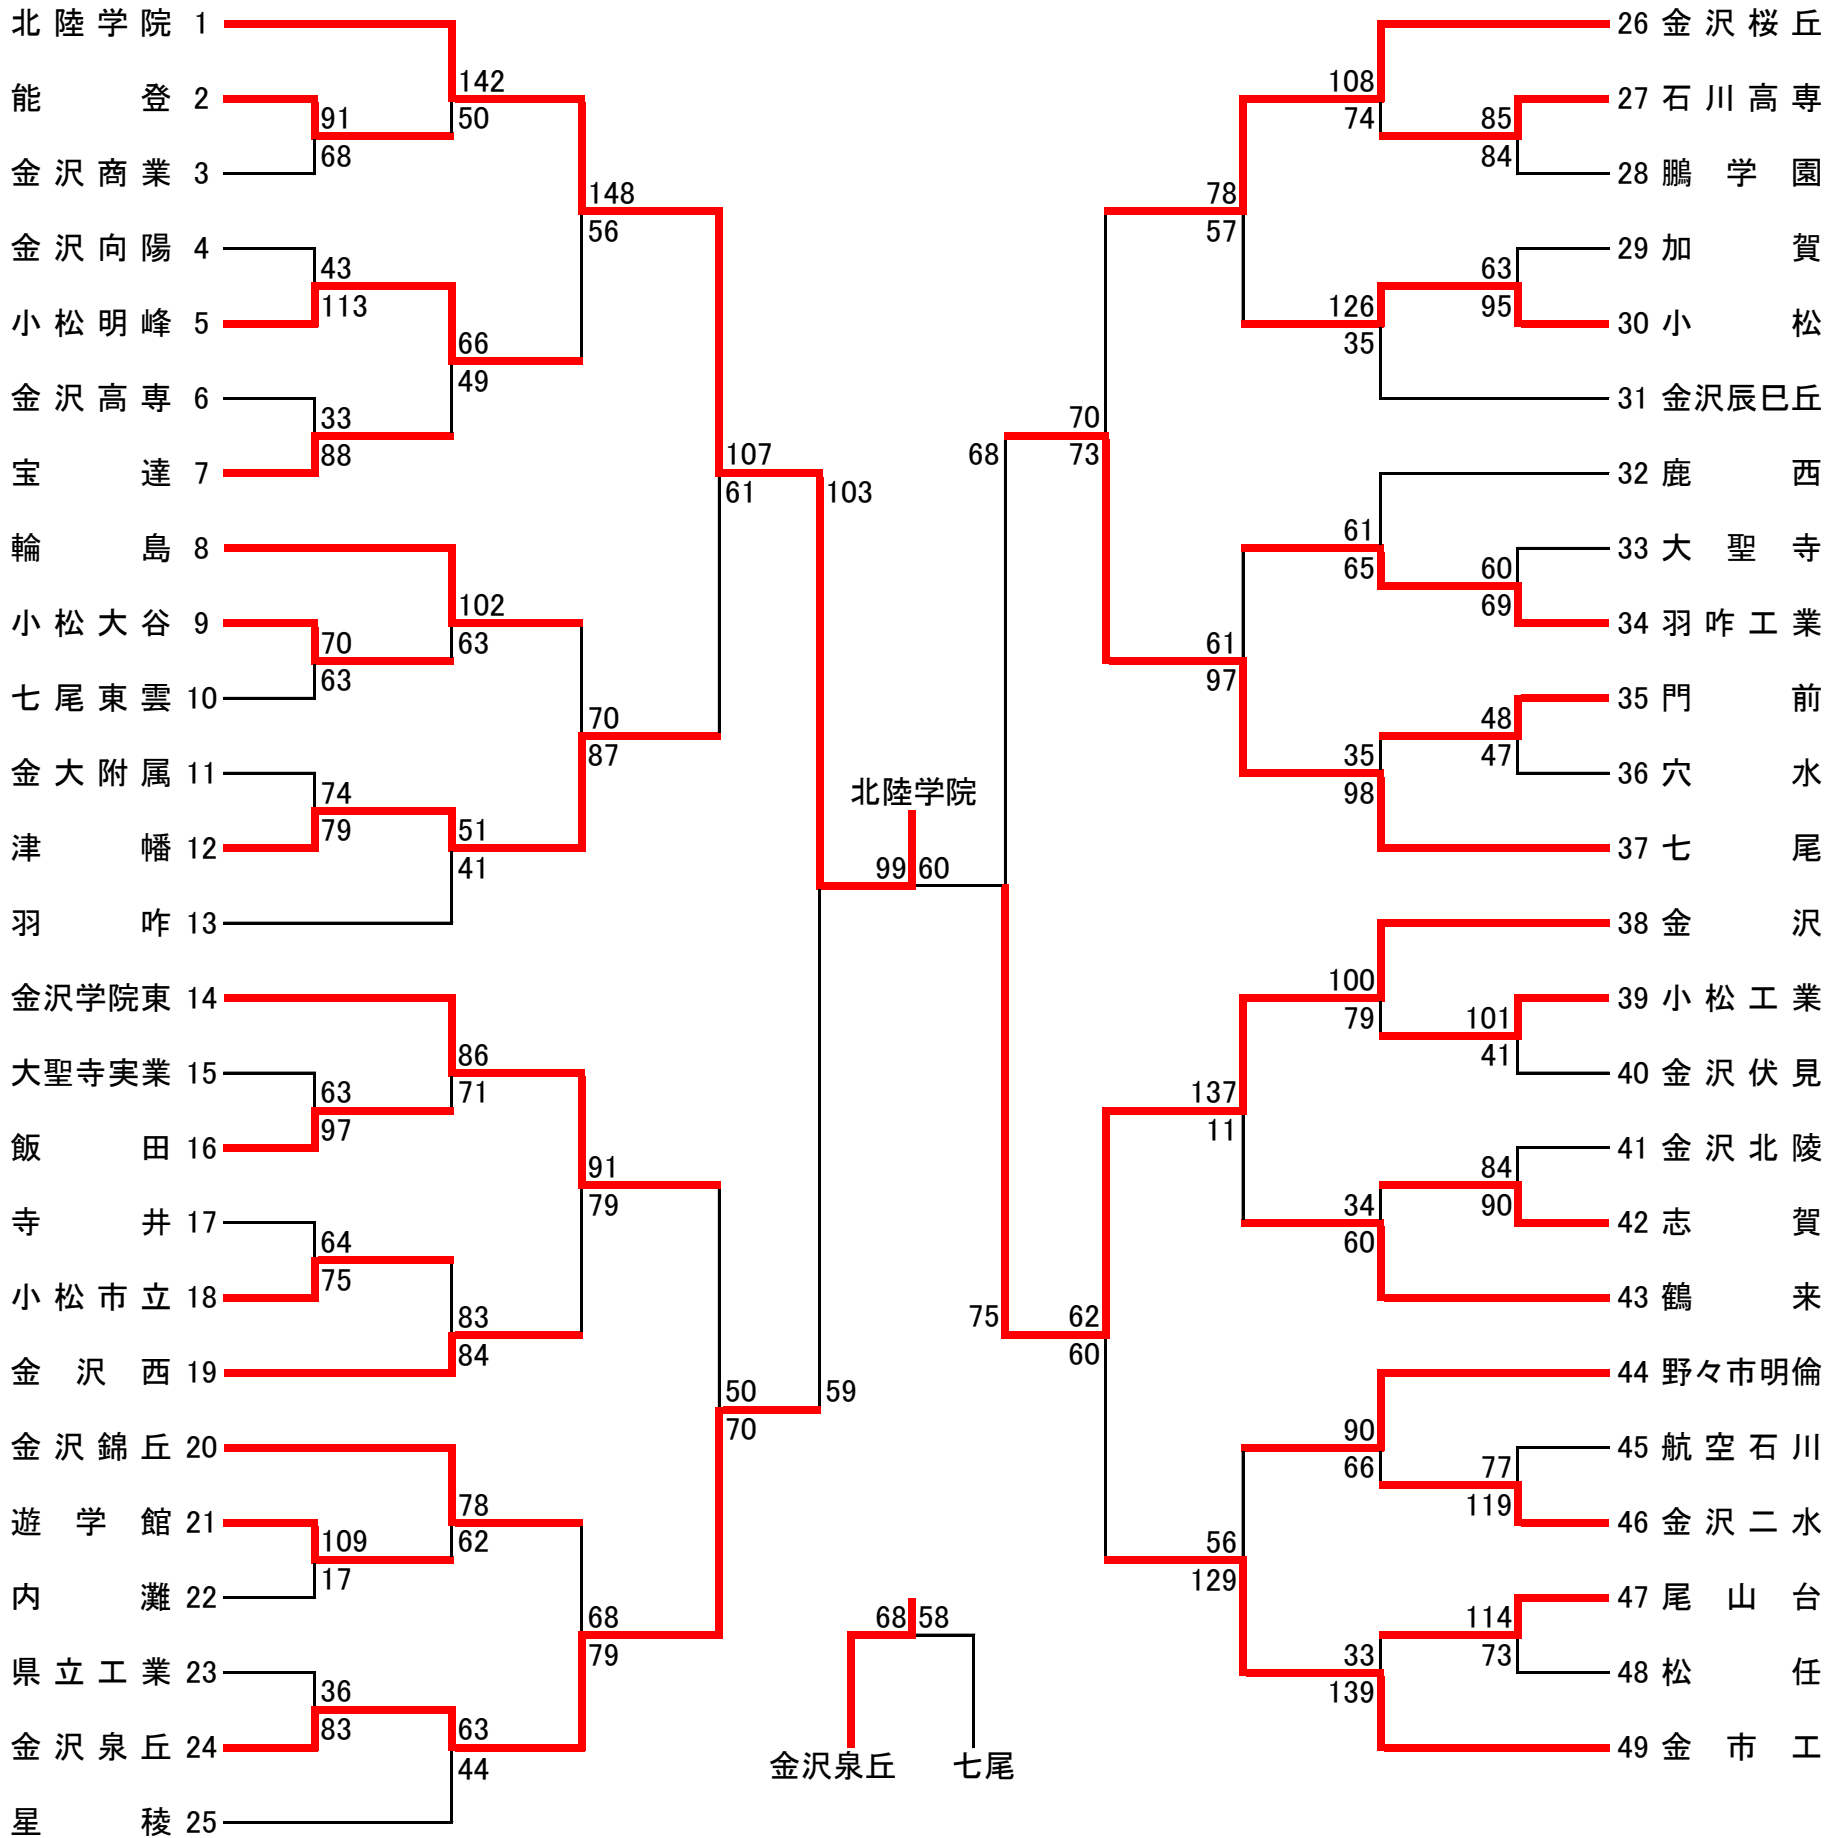 北陸学院 1
能登 2
金沢商業 3
金沢向陽 4
小松明峰 5
金沢高専 6
宝達 7
輪島 8
小松大谷 9
七尾東雲 10
金大附属 11
津幡 12
羽咋 13
金沢学院東 14
大聖寺実業 15
飯田 16
寺井 17
小松市立 18
金沢西 19
金沢錦丘 20
遊学館 21
内灘 22
県立工業 23
金沢泉丘 24
星稜 25
91
68
43
113
33
88
70
63
74
79
63
97
64
75
109
17
36
83
142
50
66
49
102
63
51
41
86
71
83
84
78
62
63
44
148
56
70
87
91
79
68
79
107
61
50
70
103
59
北陸学院
99 60
68 58
金沢泉丘 七尾
68
75
70
73
62
60
78
57
61
97
137
11
56
129
108
74
126
35
61
65
35
98
100
79
34
60
90
66
33
139
85
84
63
95
60
69
48
47
101
41
84
90
77
119
114
73
26 金沢桜丘
27 石川高専
28 鵬学園
29 加賀
30 小松
31 金沢辰巳丘
32 鹿西
33 大聖寺
34 羽咋工業
35 門前
36 穴水
37 七尾
38 金沢
39 小松工業
40 金沢伏見
41 金沢北陵
42 志賀
43 鶴来
44 野々市明倫
45 航空石川
46 金沢二水
47 尾山台
48 松任
49 金市工